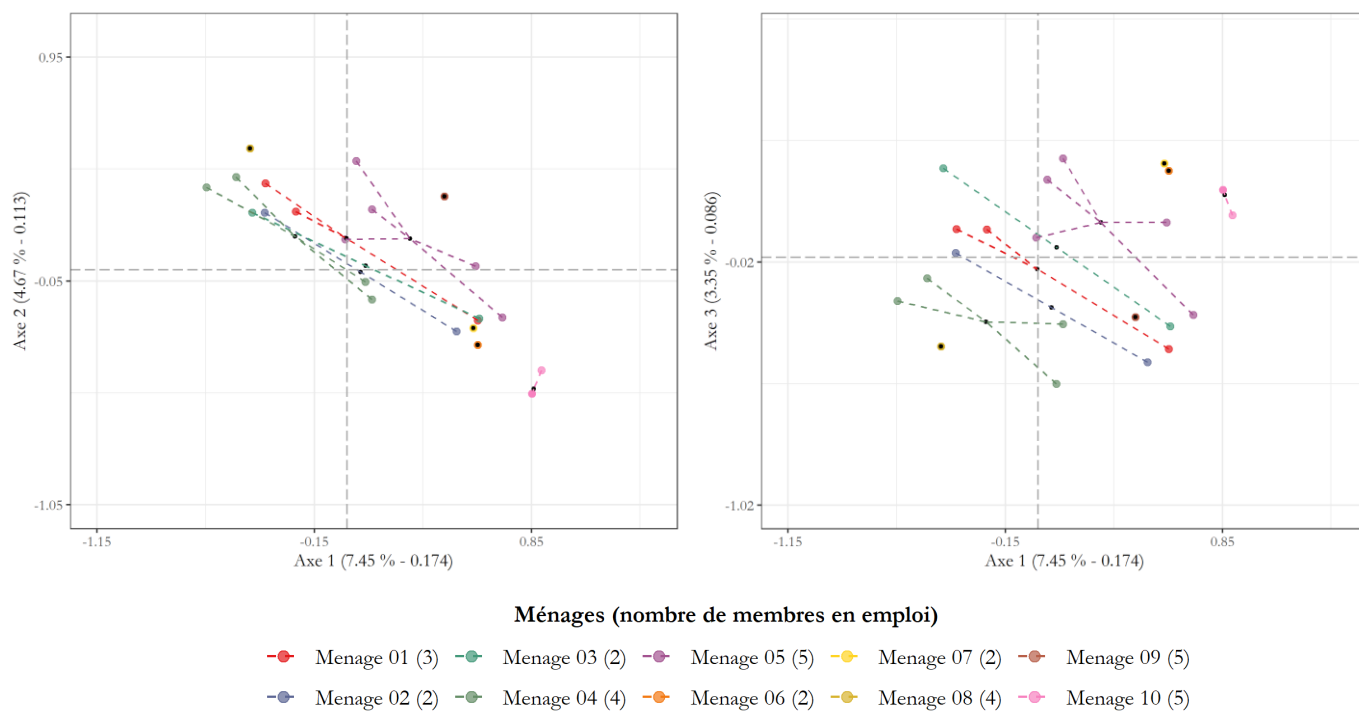 0.95
-0.05
-1.05
Axe 2 (4.67 % - 0.113)
-1.15
-0.15
0.85
Axe 1 (7.45 % - 0.174)
-0.02
-1.02
Axe 3 (3.35 % - 0.086)
-1.15
-0.15
0.85
Axe 1 (7.45 % - 0.174)
Ménages (nombre de membres en emploi)
Menage 01 (3) Menage 03 (2) Menage 05 (5) Menage 07 (2) Menage 09 (5)
Menage 02 (2) Menage 04 (4) Menage 06 (2) Menage 08 (4) Menage 10 (5)